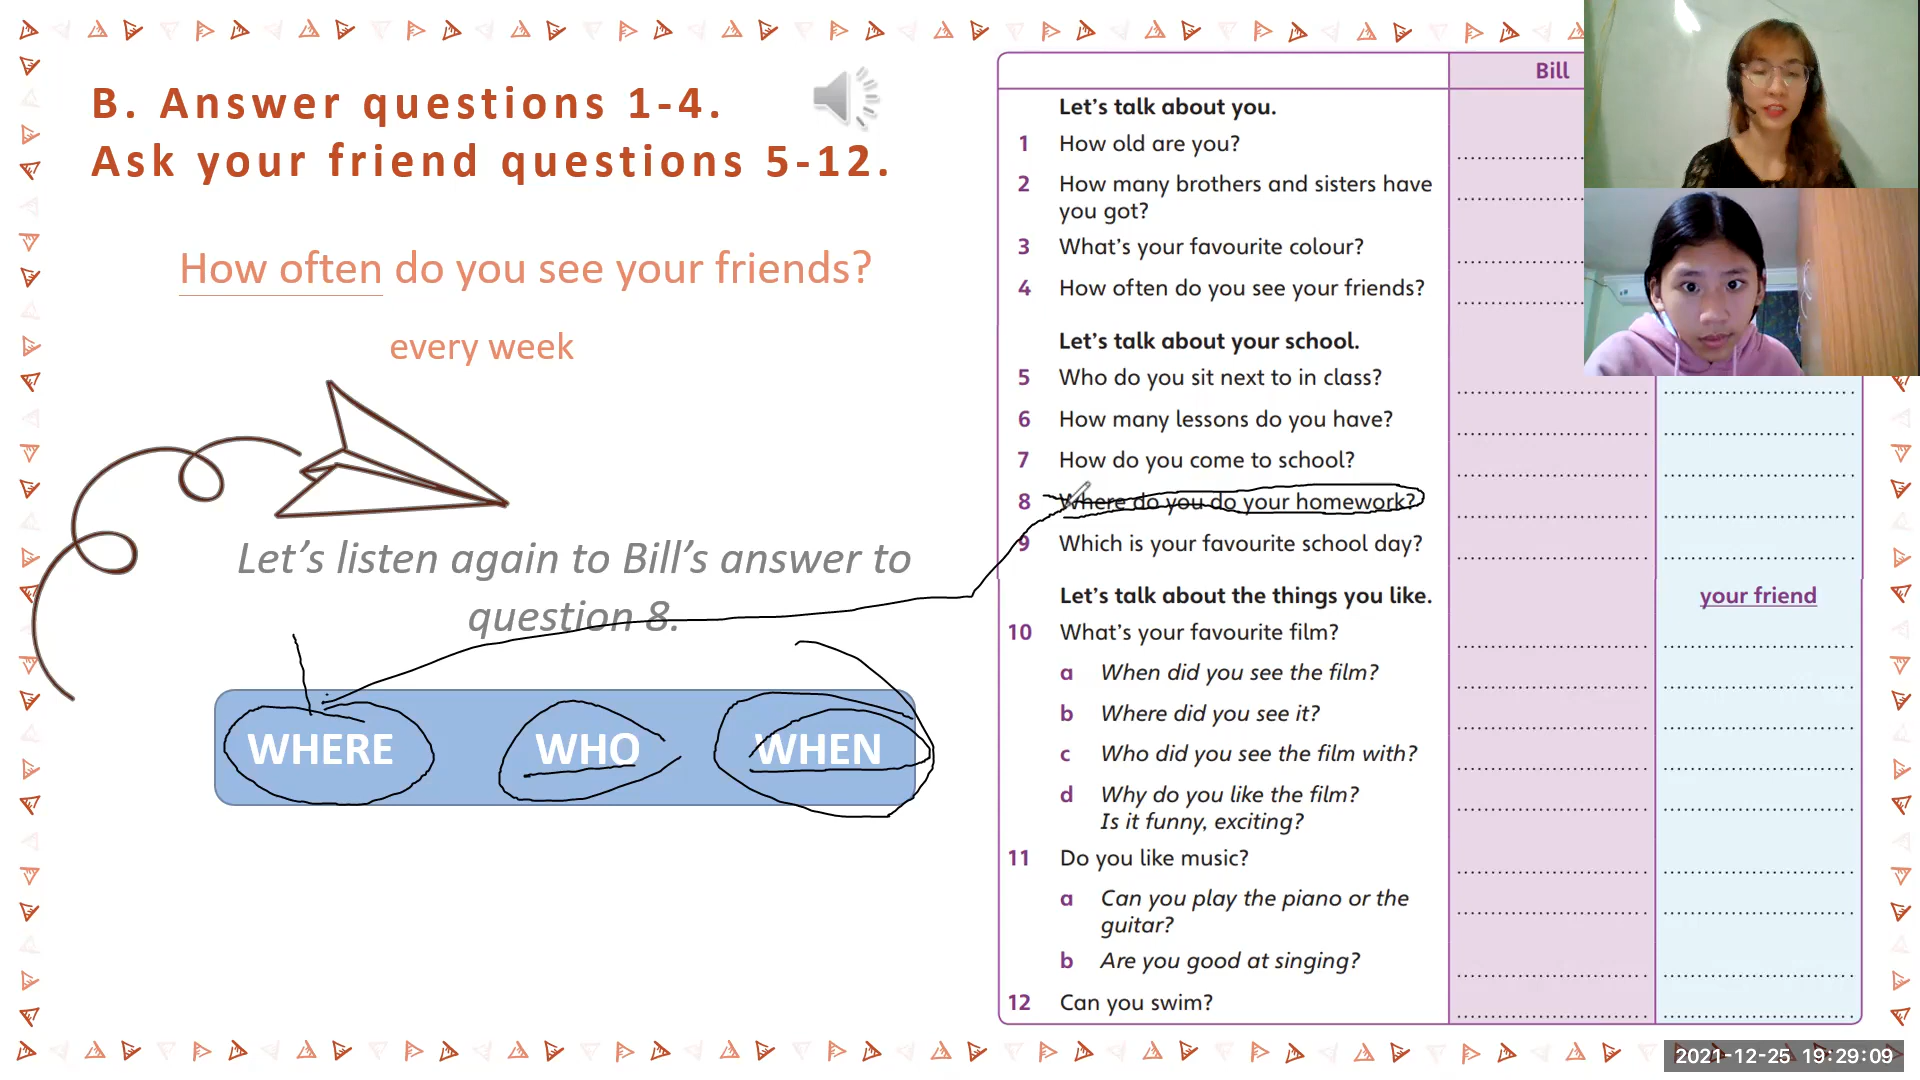 B. Answer questions 1-4.
Ask your friend questions 5-12.
How often do you see your friends?
every week
Let's listen again to Bill's answer to
question 8.
WHERE WHO WHEN
Bill
Let's talk about you.
1 How old are you?
2 How many brothers and sisters have
you got?
3 What's your favourite colour?
4 How often do you see your friends?
Let's talk about your school.
5 Who do you sit next to in class?
6 How many lessons do you have?
7 How do you come to school?
8 Where do you do your homework?
9 Which is your favourite school day?
Let's talk about the things you like. your friend
10 What's your favourite film?
a When did you see the film?
b Where did you see it?
c Who did you see the film with?
d Why do you like the film?
Is it funny, exciting?
11 Do you like music?
a Can you play the piano or the
guitar?
b Are you good at singing?
12 Can you swim?
2021-12-25 19:29:09